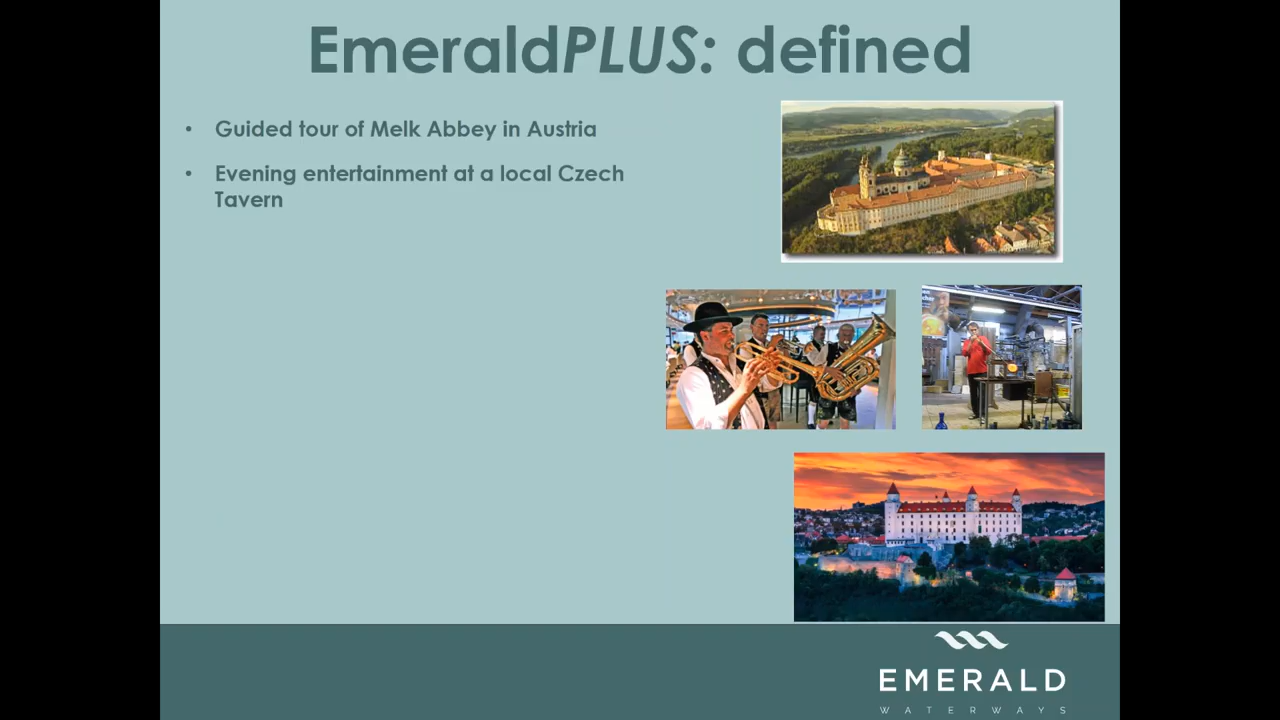 EmeraldPLUS: defined
• Guided tour of Melk Abbey in Austria
• Evening entertainment at a local Czech
Tavern
EMERALD
WATERWAYS